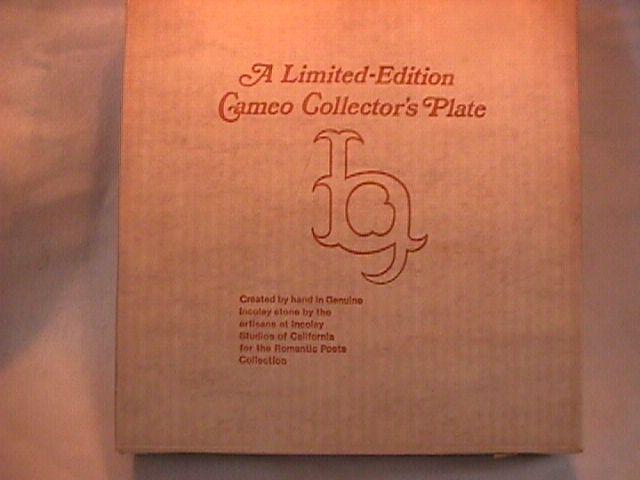 A Limited-Edition
Cameo Collector's Plate
Created by hand in Genuine
Incolay stone by the
artisans at Incolay
Studios of California
for the Romantic Poets
Collection